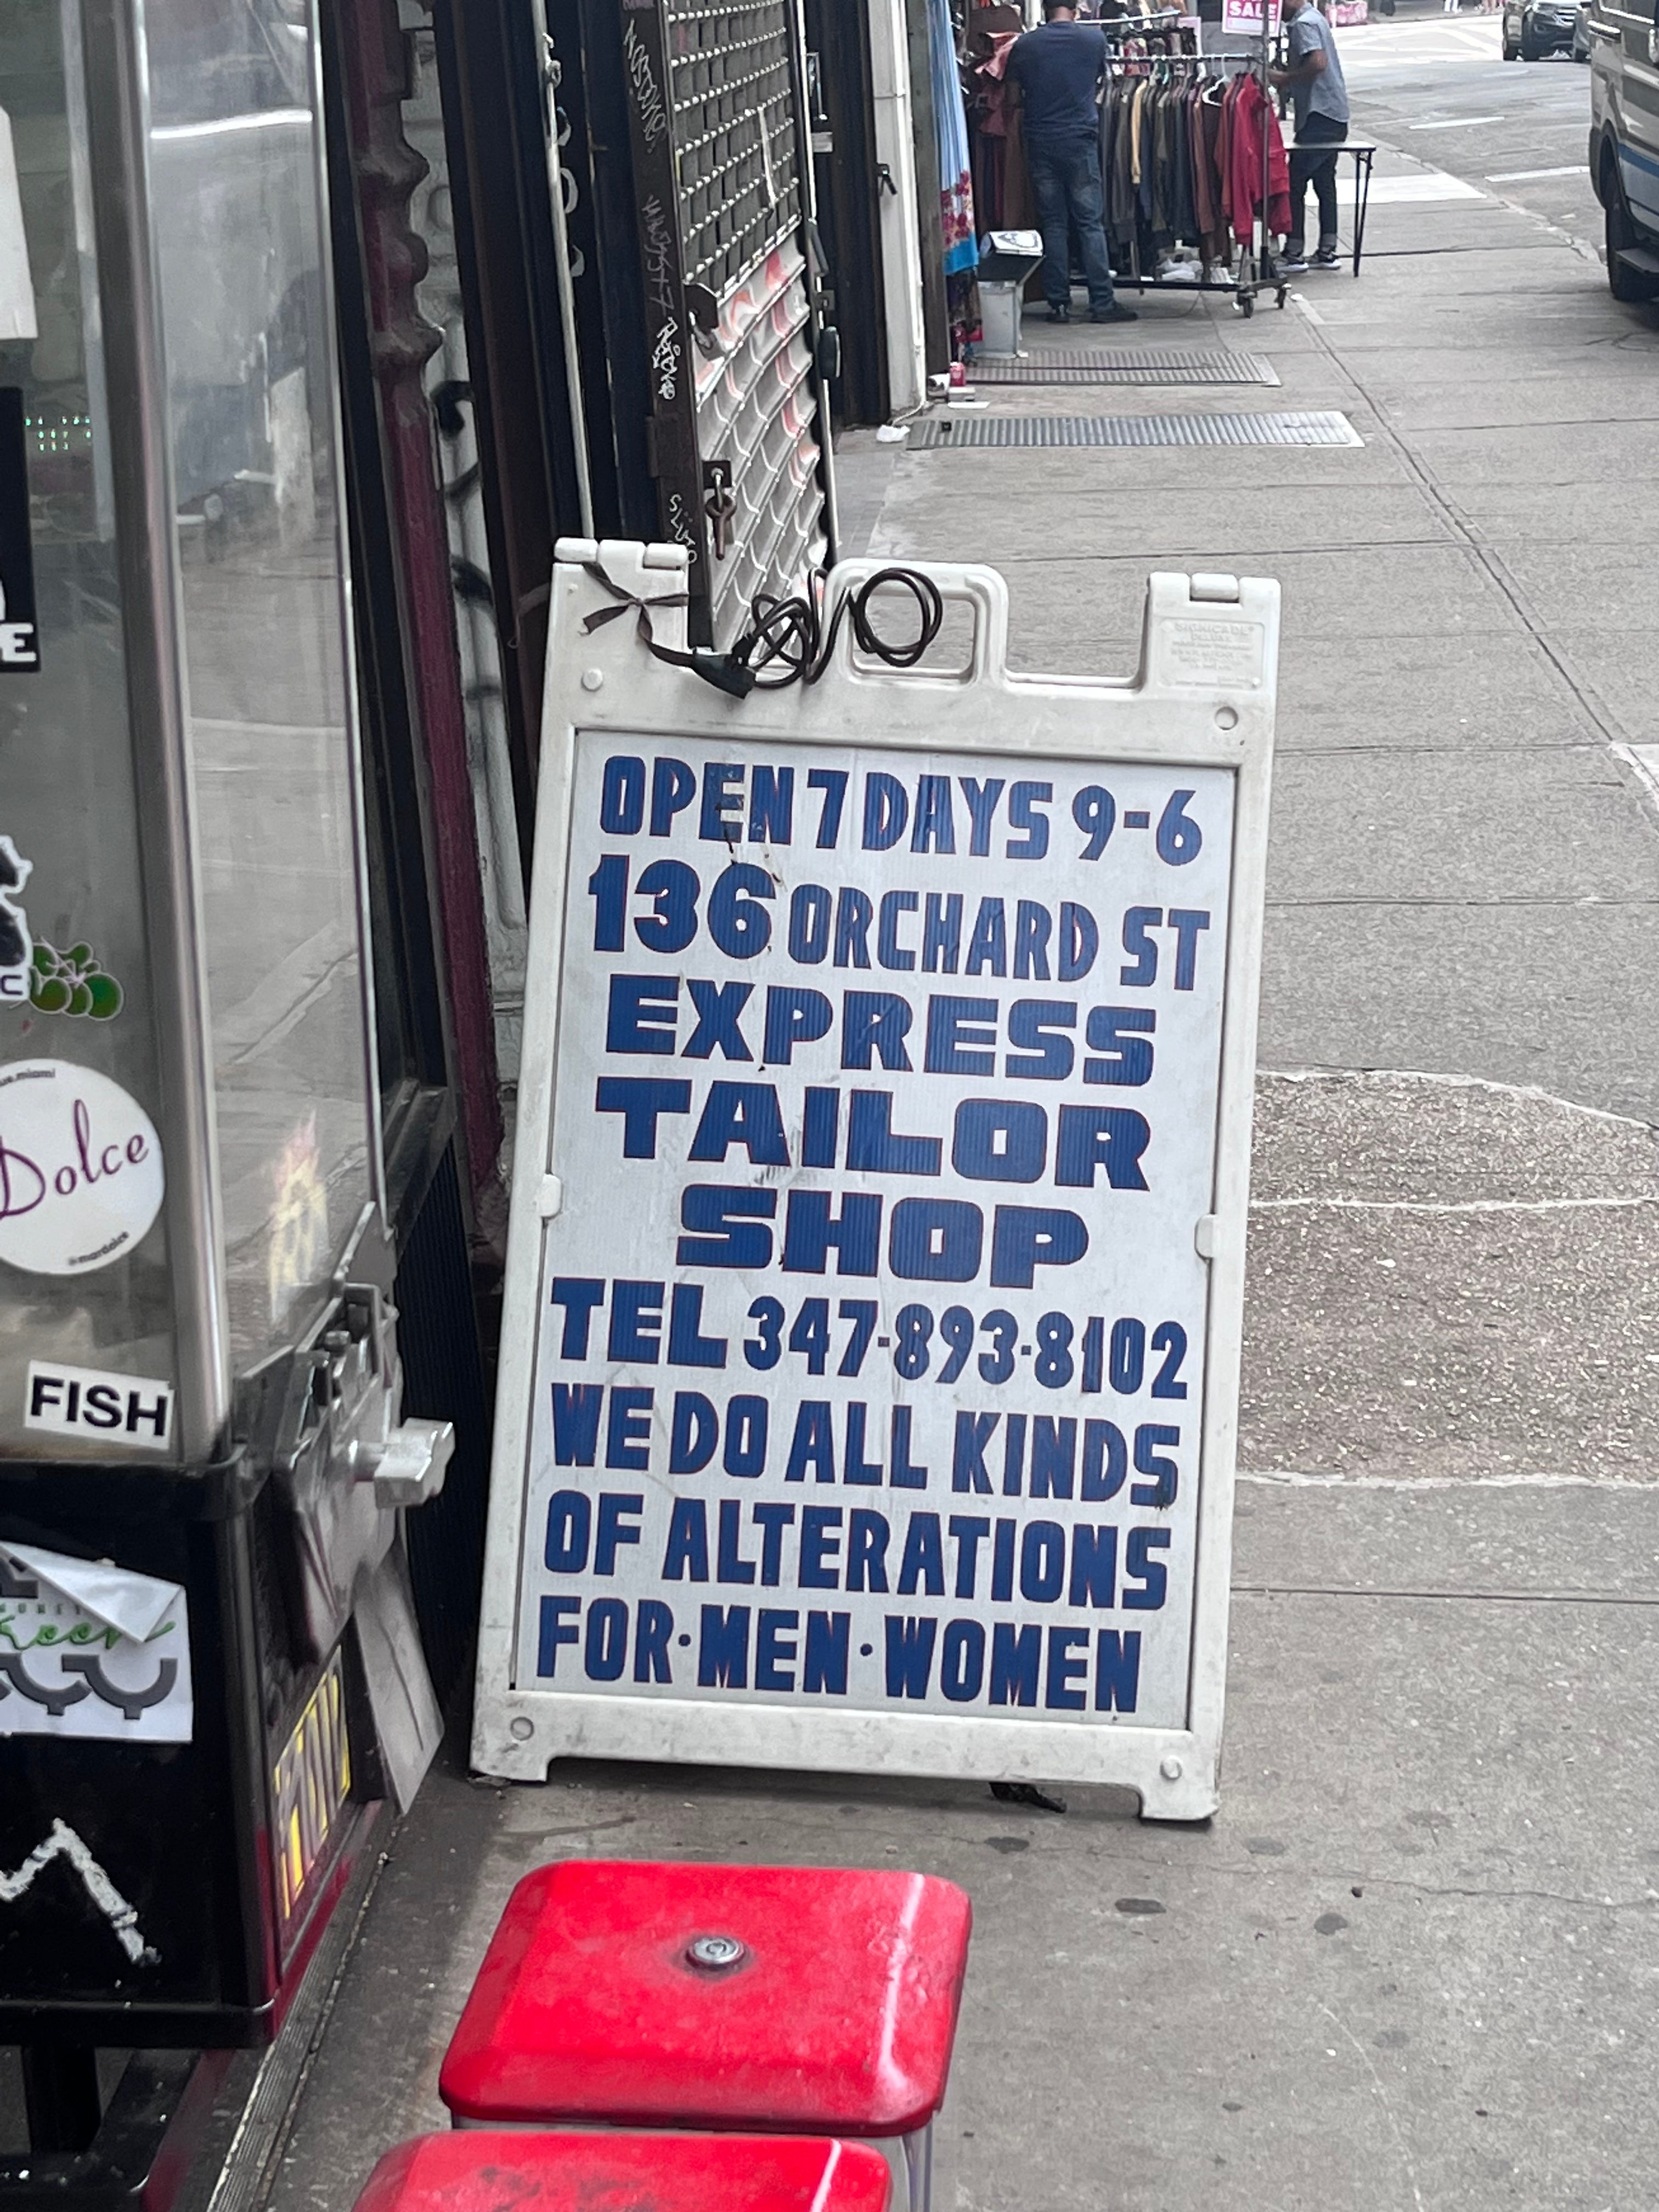 SALE
OPEN 7 DAYS 9-6
136 ORCHARD ST
EXPRESS
TAILOR
SHOP
TEL 347-893-8102
WE DO ALL KINDS
OF ALTERATIONS
FOR·MEN·WOMEN
Dolce
FISH